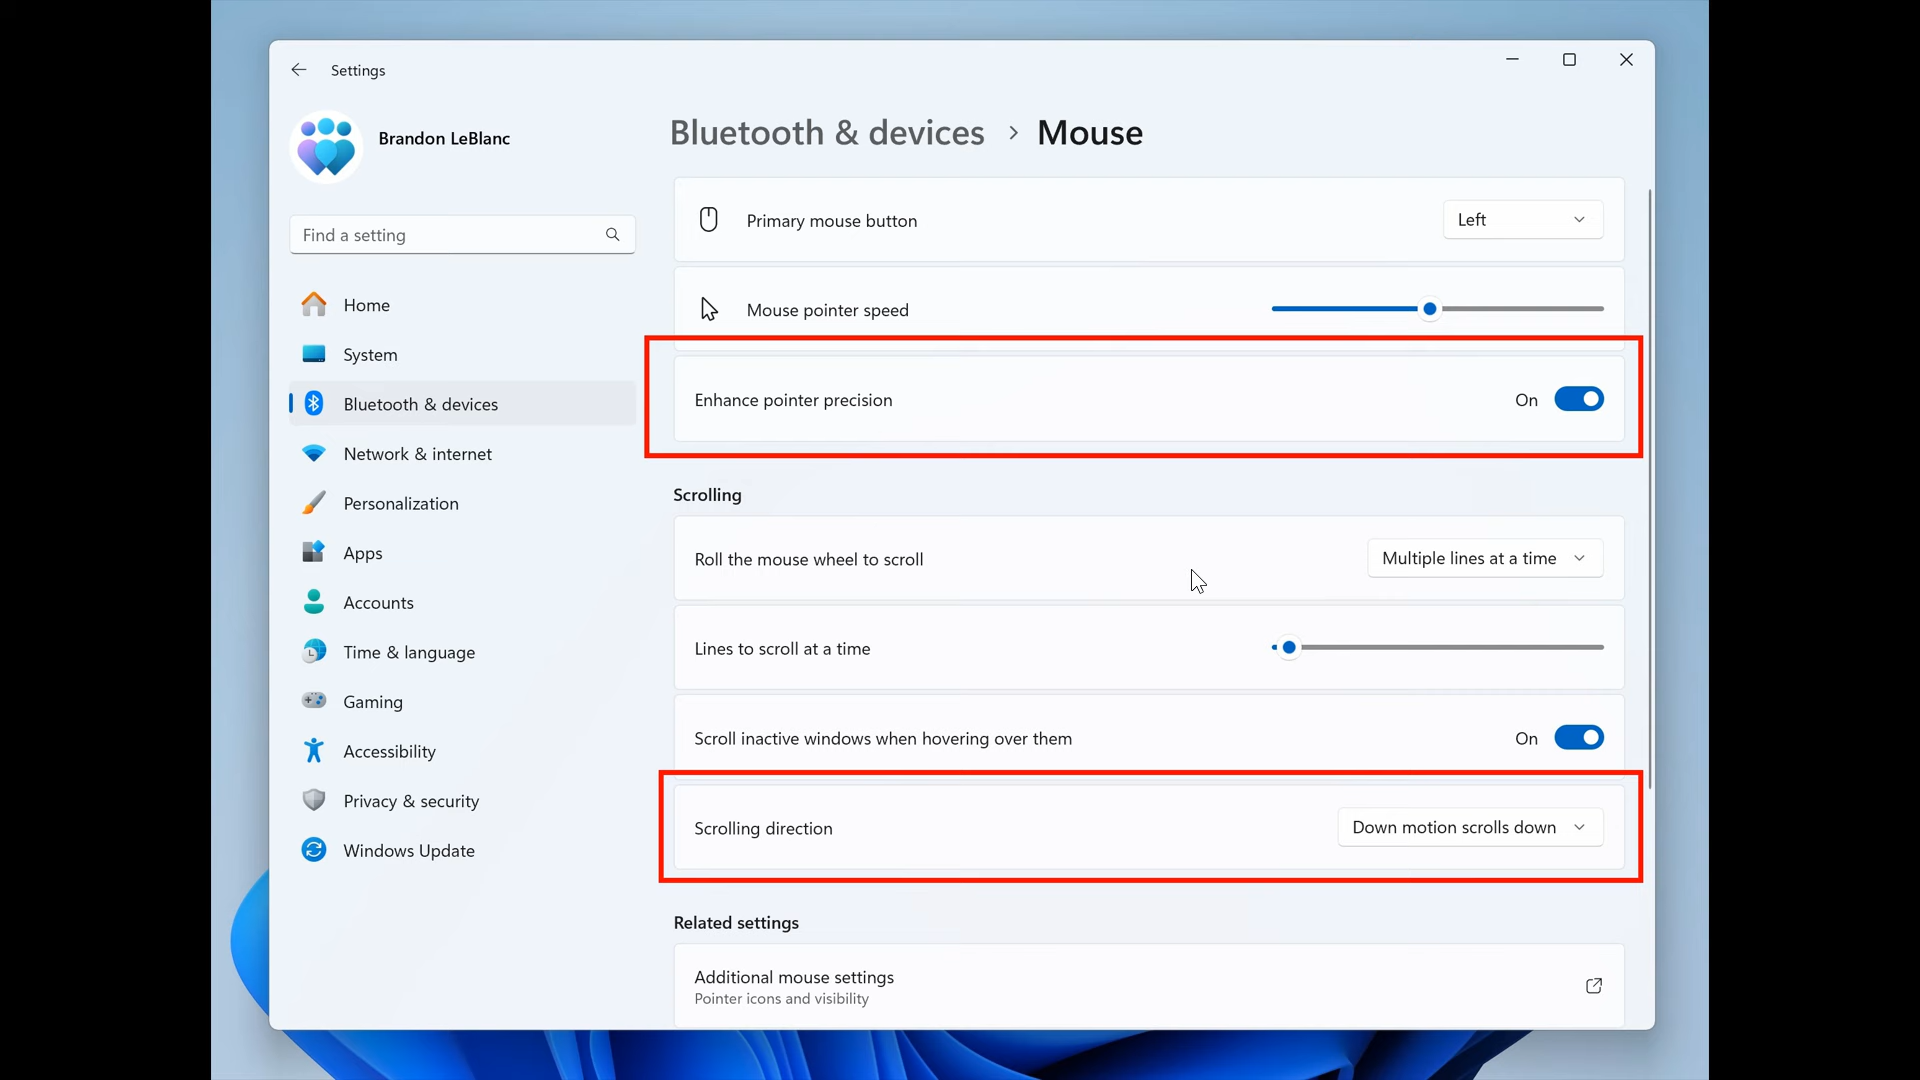 Settings
Brandon LeBlanc
Find a setting
Home
System
Bluetooth & devices
Network & internet
Personalization
Apps
Accounts
Time & language
Gaming
Accessibility
Privacy & security
Windows Update
Bluetooth & devices > Mouse
Primary mouse button Left
Mouse pointer speed
Enhance pointer precision On
Scrolling
Roll the mouse wheel to scroll Multiple lines at a time
Lines to scroll at a time
Scroll inactive windows when hovering over them On
Scrolling direction Down motion scrolls down
Related settings
Additional mouse settings
Pointer icons and visibility